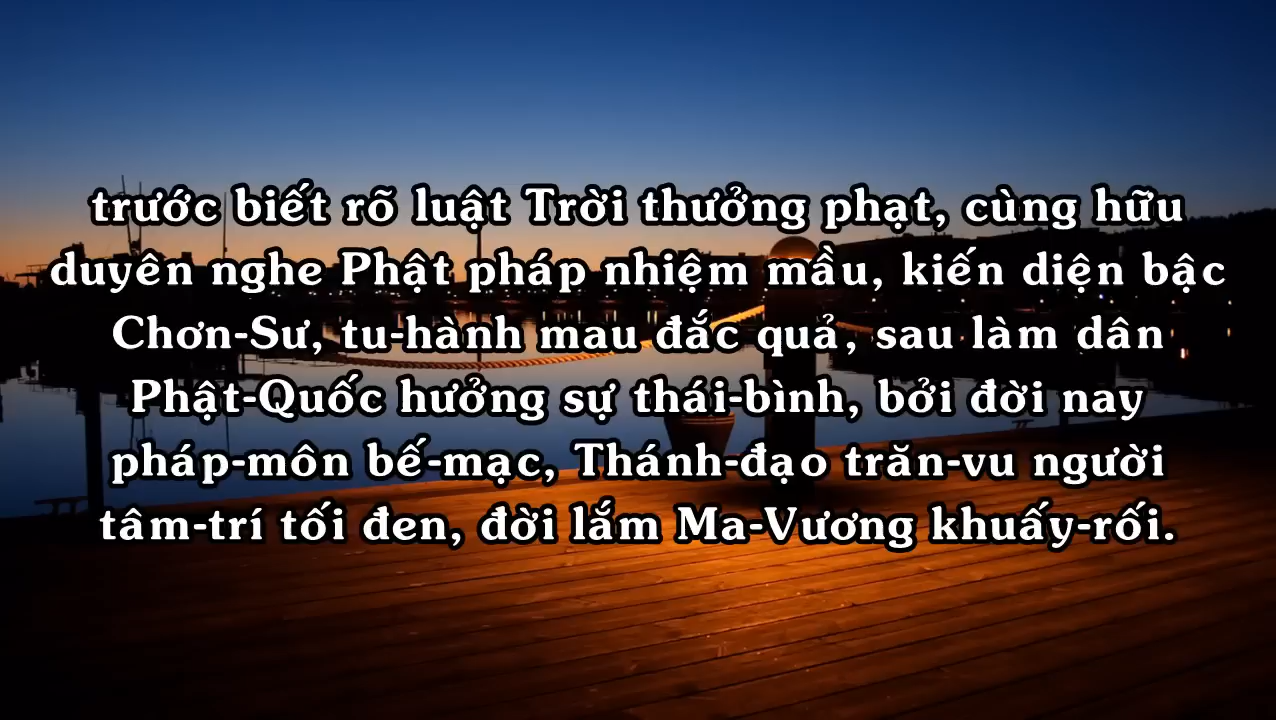 trước biết rõ luật Trời thưởng phạt, cùng hữu
duyên nghe Phật pháp nhiệm mầu, kiến diện bậc
Chơn-Sư, tu-hành mau đắc quả, sau làm dân
Phật-Quốc hưởng sự thái-bình, bởi đời nay
pháp-môn bế-mạc, Thánh-đạo trăn-vu người
tâm-trí tối đen, đời lắm Ma-Vương khuấy-rối.